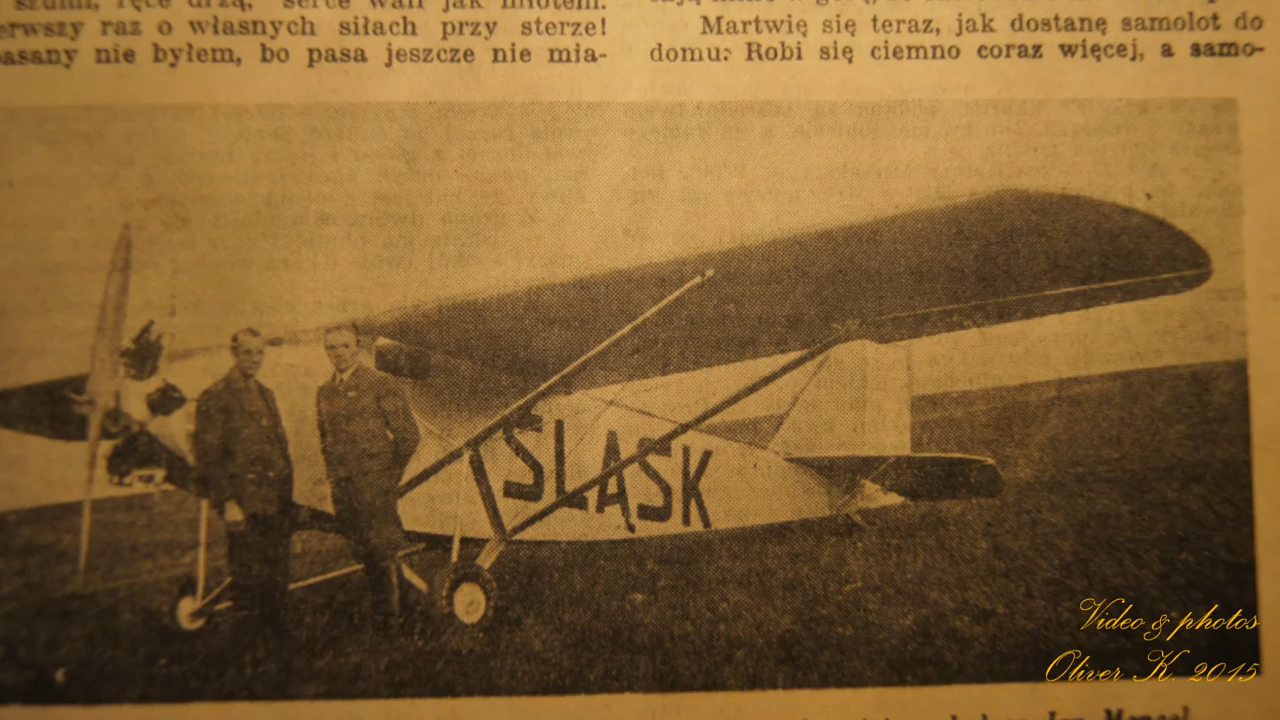 szumi, ręce drżą, serce wali jak młotem.
erwszy raz o własnych siłach przy sterze!
asany nie byłem, bo pasa jeszcze nie mia-
Martwię się teraz, jak dostanę samolot do
domu? Robi się ciemno coraz więcej, a samo-
ŚLĄSK
Video & photos
Oliver K. 2015